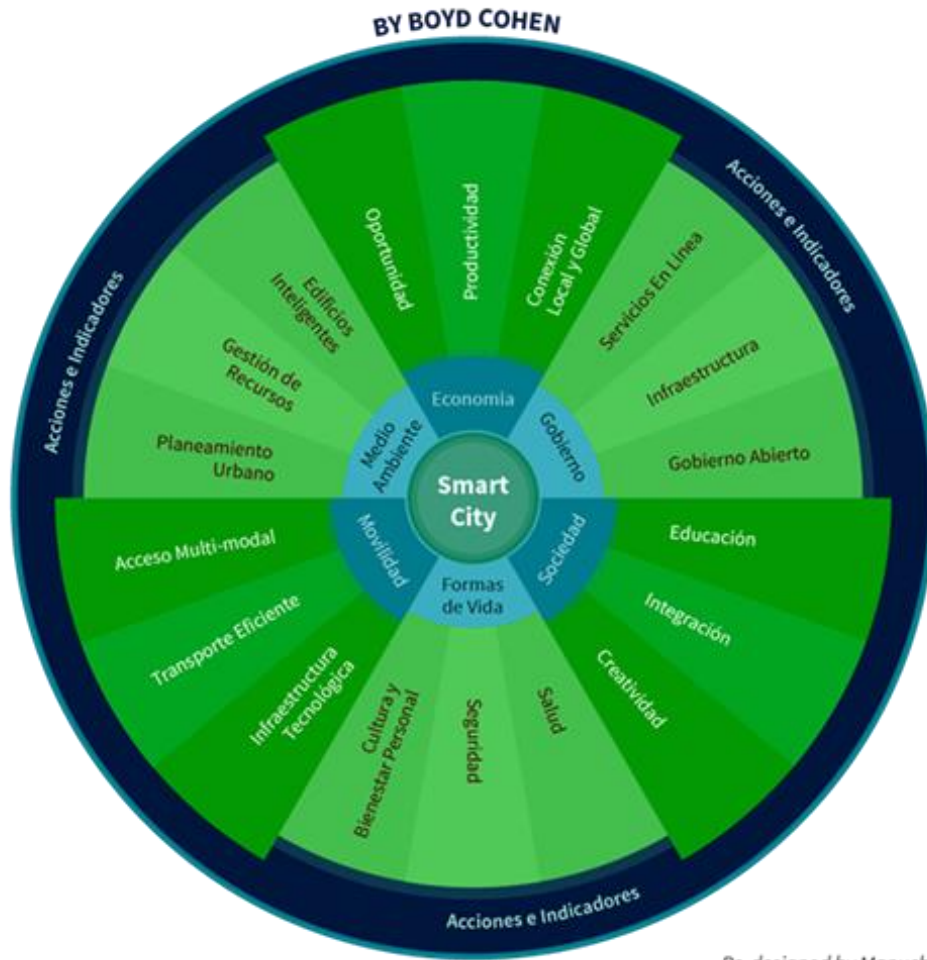 BY BOYD COHEN
Acciones e Indicadores
Acciones e Indicadores
Acciones e Indicadores
Oportunidad
Productividad
Conexión
Local y Global
Servicios En Linea
Infraestructura
Gobierno Abierto
Educación
Integración
Creatividad
Salud
Seguridad
Cultura y
Bienestar Personal
Infraestructura
Tecnológica
Transporte Eficiente
Acceso Multi-modal
Planeamiento
Urbano
Gestión de
Recursos
Edificios
Inteligentes
Economia
Gobierno
Sociedad
Formas
de Vida
Movilidad
Medio
Ambiente
Smart
City